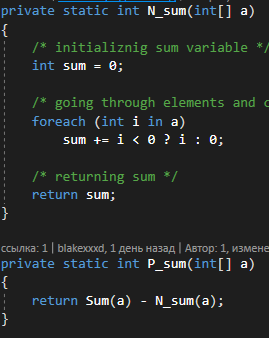 private static int N_sum(int[] a)
{
/* initializnig sum variable */
int sum = 0;
/* going through elements and
foreach (int i in a)
sum += i < 0 ? i : 0;
/* returning sum */
return sum;
}
ссылка: 1 | blakexxxd, 1 день назад | Автор: 1, измене
private static int P_sum(int[] a)
{
return Sum(a) - N_sum(a);
}